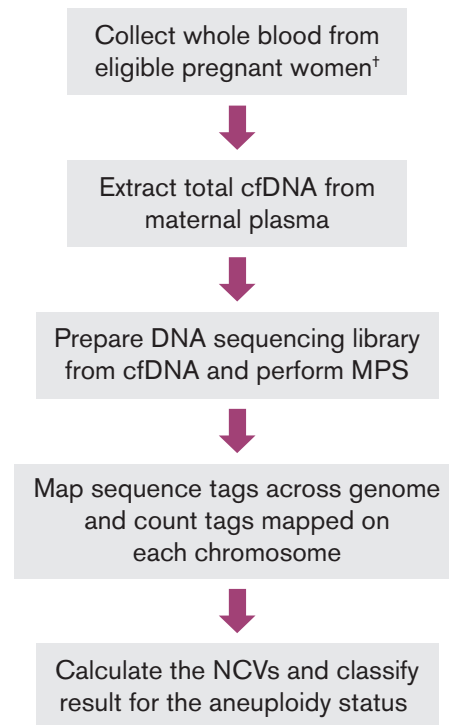 Collect whole blood from
eligible pregnant women†
Extract total cfDNA from
maternal plasma
Prepare DNA sequencing library
from cfDNA and perform MPS
Map sequence tags across genome
and count tags mapped on
each chromosome
Calculate the NCVs and classify
result for the aneuploidy status